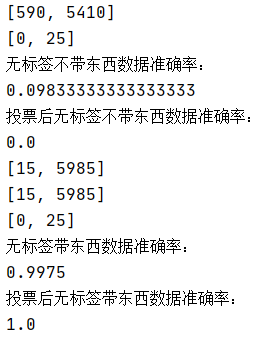 [590, 5410]
[0, 25]
无标签不带东西数据准确率：
0.09833333333333333
投票后无标签不带东西数据准确率：
0.0
[15, 5985]
[15, 5985]
[0, 25]
无标签带东西数据准确率：
0.9975
投票后无标签带东西数据准确率：
1.0